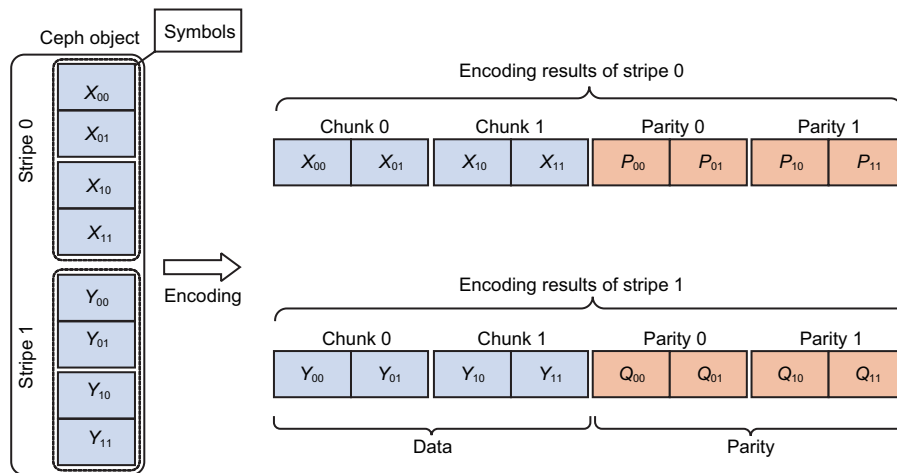 Ceph object
Symbols
Stripe 0
X00
X01
X10
X11
Stripe 1
Y00
Y01
Y10
Y11
Encoding
Encoding results of stripe 0
Chunk 0 Chunk 1 Parity 0 Parity 1
X00 X01 X10 X11 P00 P01 P10 P11
Encoding results of stripe 1
Chunk 0 Chunk 1 Parity 0 Parity 1
Y00 Y01 Y10 Y11 Q00 Q01 Q10 Q11
Data Parity